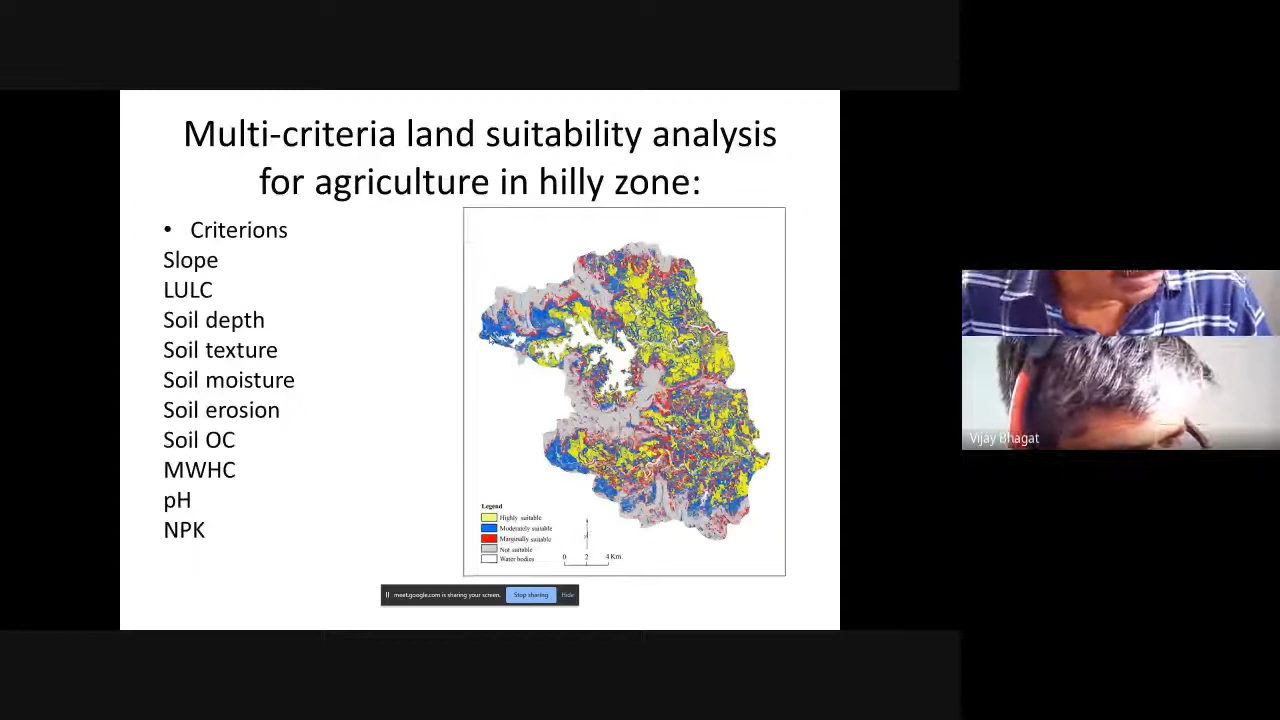 Multi-criteria land suitability analysis
for agriculture in hilly zone:
• Criterions
Slope
LULC
Soil depth
Soil texture
Soil moisture
Soil erosion
Soil OC
MWHC
pH
NPK
Legend
Highly suitable
Moderately suitable
Marginally suitable
Not suitable
Water bodies
0 2 4 Km.
meet.google.com is sharing your screen. Stop sharing Hide
Vijay Bhagat